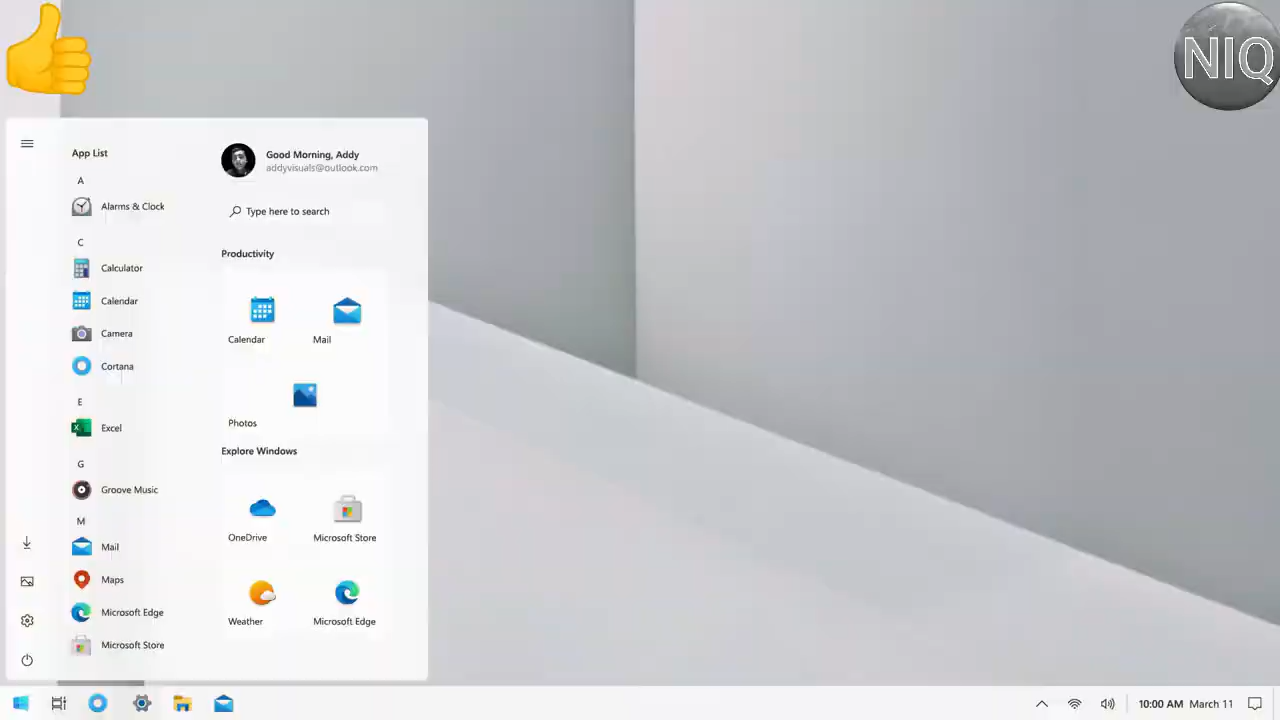 NIQ
App List
A
Alarms & Clock
C
Calculator
Calendar
Camera
Cortana
E
Excel
G
Groove Music
M
Mail
Maps
Microsoft Edge
Microsoft Store
Good Morning, Addy
addyvisuals@outlook.com
Type here to search
Productivity
Calendar
Mail
Photos
Explore Windows
OneDrive
Microsoft Store
Weather
Microsoft Edge
10:00 AM March 11